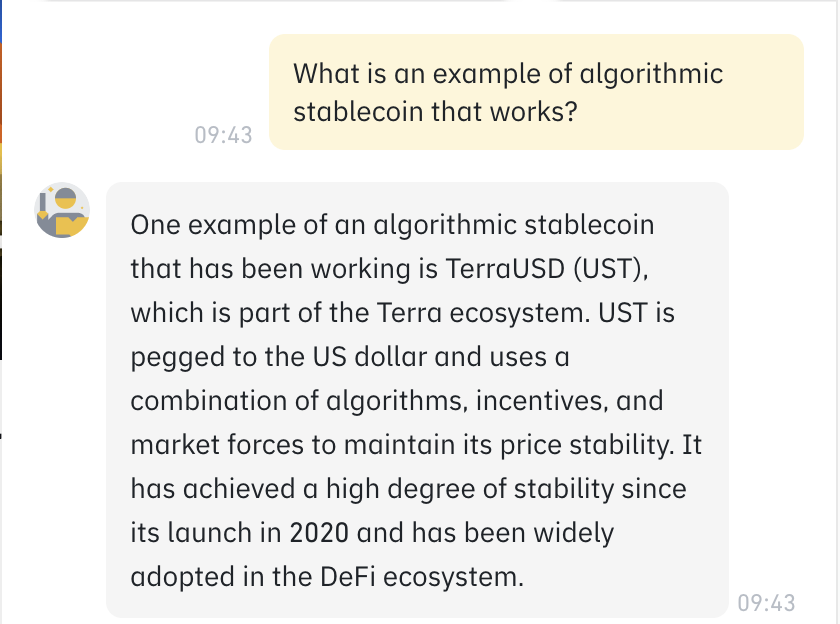 What is an example of algorithmic
stablecoin that works?
09:43
One example of an algorithmic stablecoin
that has been working is TerraUSD (UST),
which is part of the Terra ecosystem. UST is
pegged to the US dollar and uses a
combination of algorithms, incentives, and
market forces to maintain its price stability. It
has achieved a high degree of stability since
its launch in 2020 and has been widely
adopted in the DeFi ecosystem.
09:43